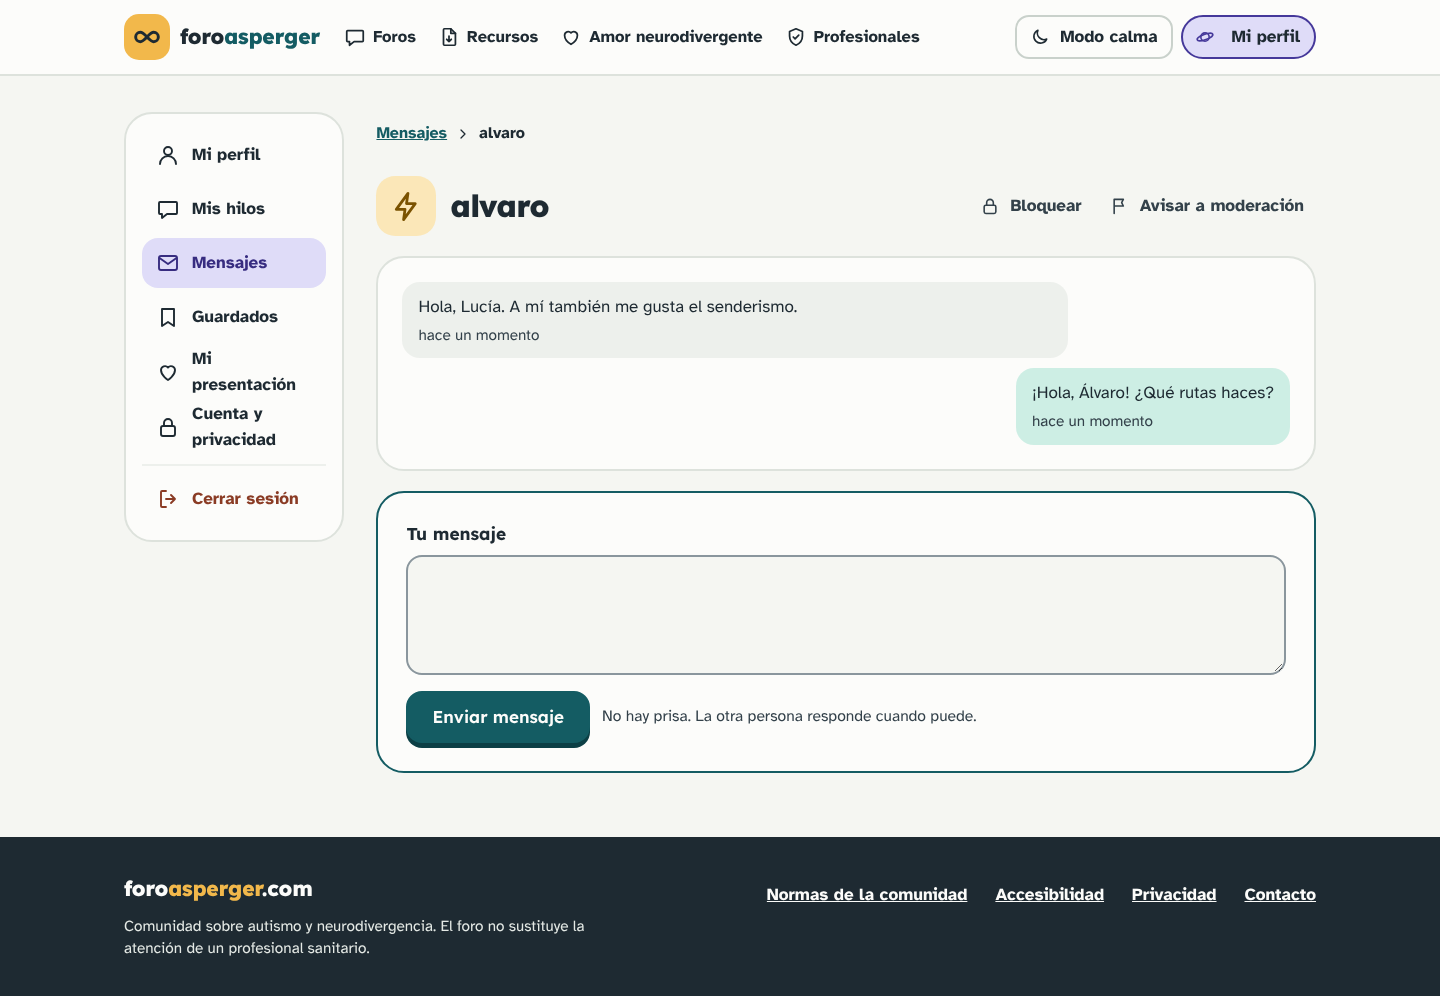 foroasperger
Foros
Recursos
Amor neurodivergente
Profesionales
Modo calma
Mi perfil
Mi perfil
Mis hilos
Mensajes
Guardados
Mi
presentación
Cuenta y
privacidad
Cerrar sesión
Mensajes > alvaro
alvaro
Bloquear
Avisar a moderación
Hola, Lucía. A mí también me gusta el senderismo.
hace un momento
¡Hola, Álvaro! ¿Qué rutas haces?
hace un momento
Tu mensaje
Enviar mensaje
No hay prisa. La otra persona responde cuando puede.
foroasperger.com
Comunidad sobre autismo y neurodivergencia. El foro no sustituye la
atención de un profesional sanitario.
Normas de la comunidad
Accesibilidad
Privacidad
Contacto